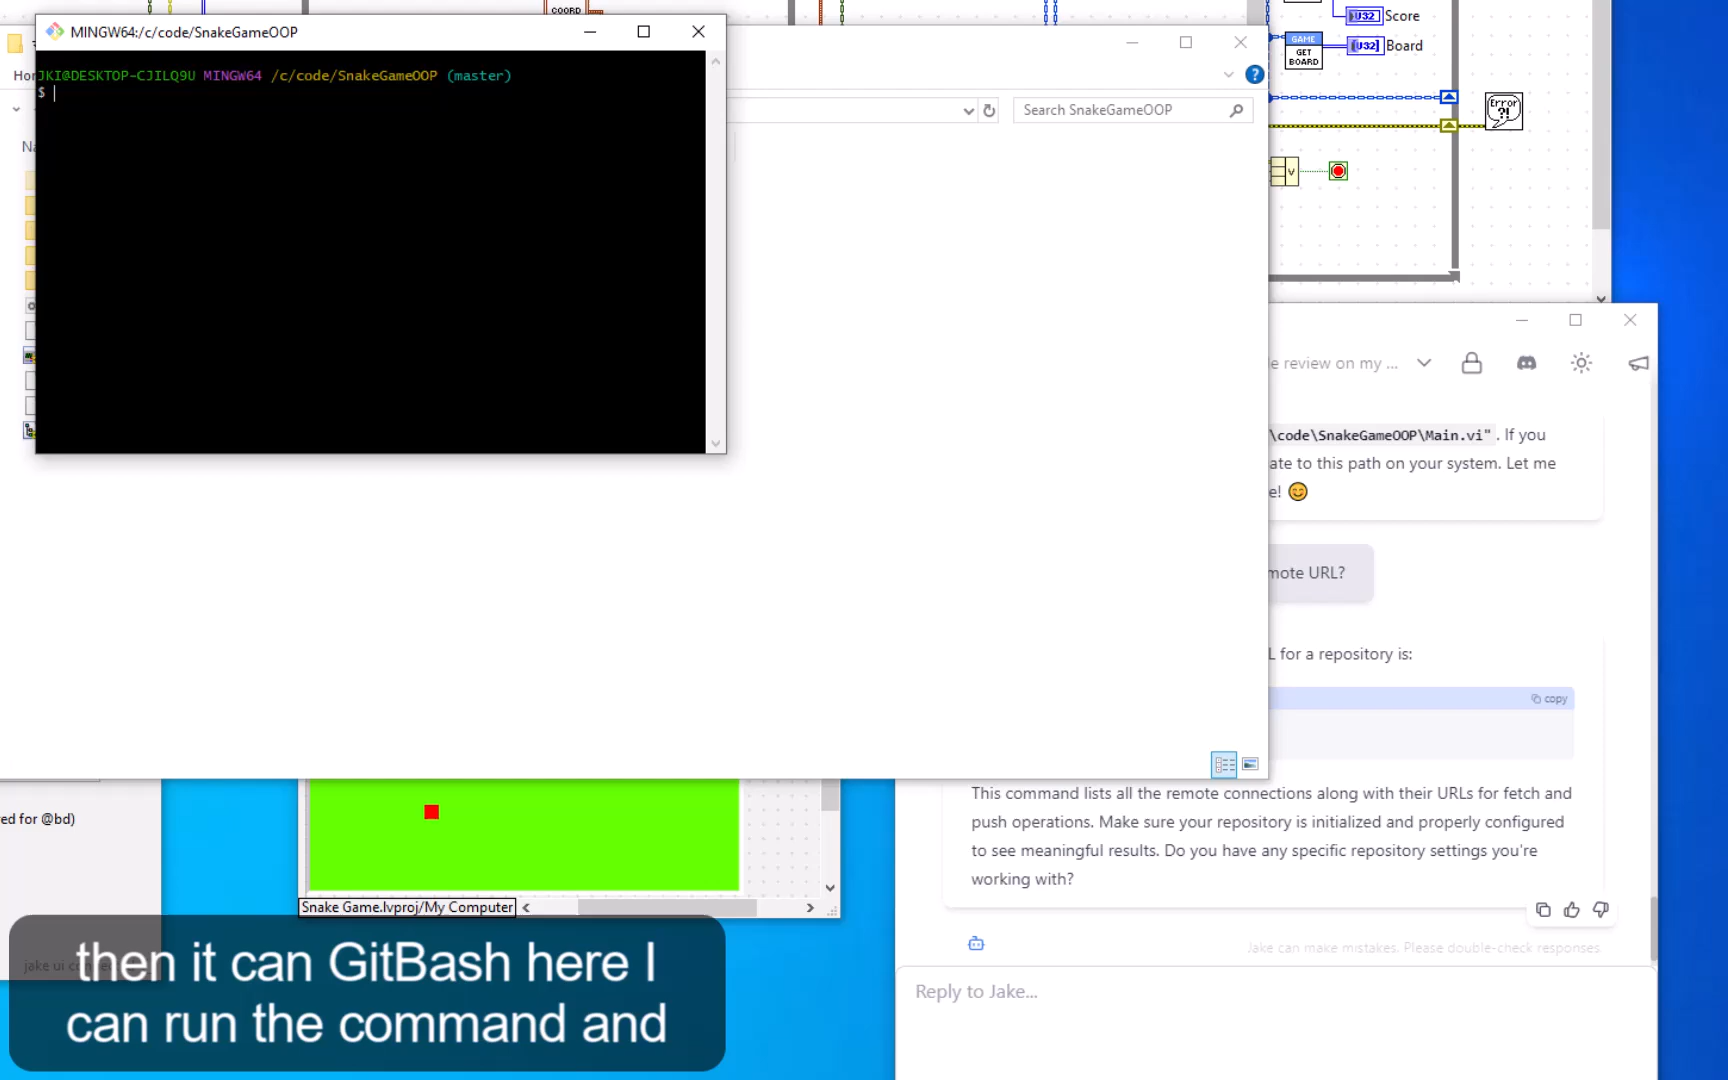 COORD
MINGW64:/c/code/SnakeGameOOP
JKI@DESKTOP-CJILQ9U MINGW64 /c/code/SnakeGameOOP (master)
$
Search SnakeGameOOP
U32 Score
GAME
GET
BOARD
[U32] Board
Error
?!
V
e review on my ...
\code\SnakeGameOOP\Main.vi". If you
ate to this path on your system. Let me
e! 😊
mote URL?
L for a repository is:
copy
This command lists all the remote connections along with their URLs for fetch and
push operations. Make sure your repository is initialized and properly configured
to see meaningful results. Do you have any specific repository settings you're
working with?
Jake can make mistakes. Please double-check responses.
Reply to Jake...
ed for @bd)
Snake Game.lvproj/My Computer
then it can GitBash here I
can run the command and